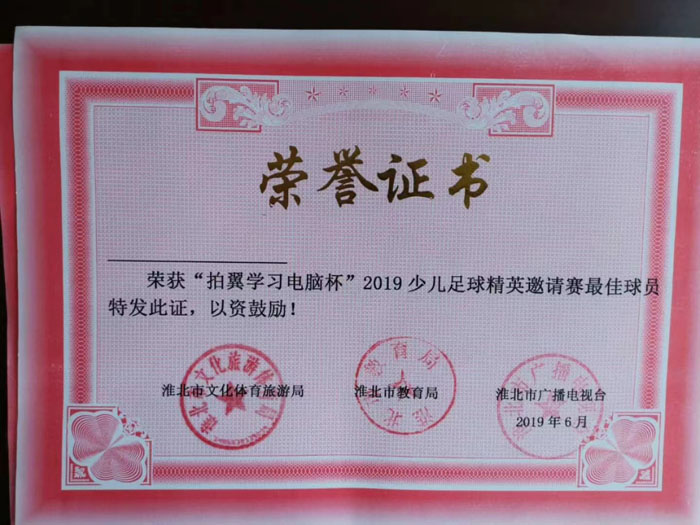 荣誉证书
荣获“拍翼学习电脑杯”2019少儿足球精英邀请赛最佳球员
特发此证，以资鼓励！
淮北市文化体育旅游局
淮北市教育局
淮北市广播电视台
2019年6月